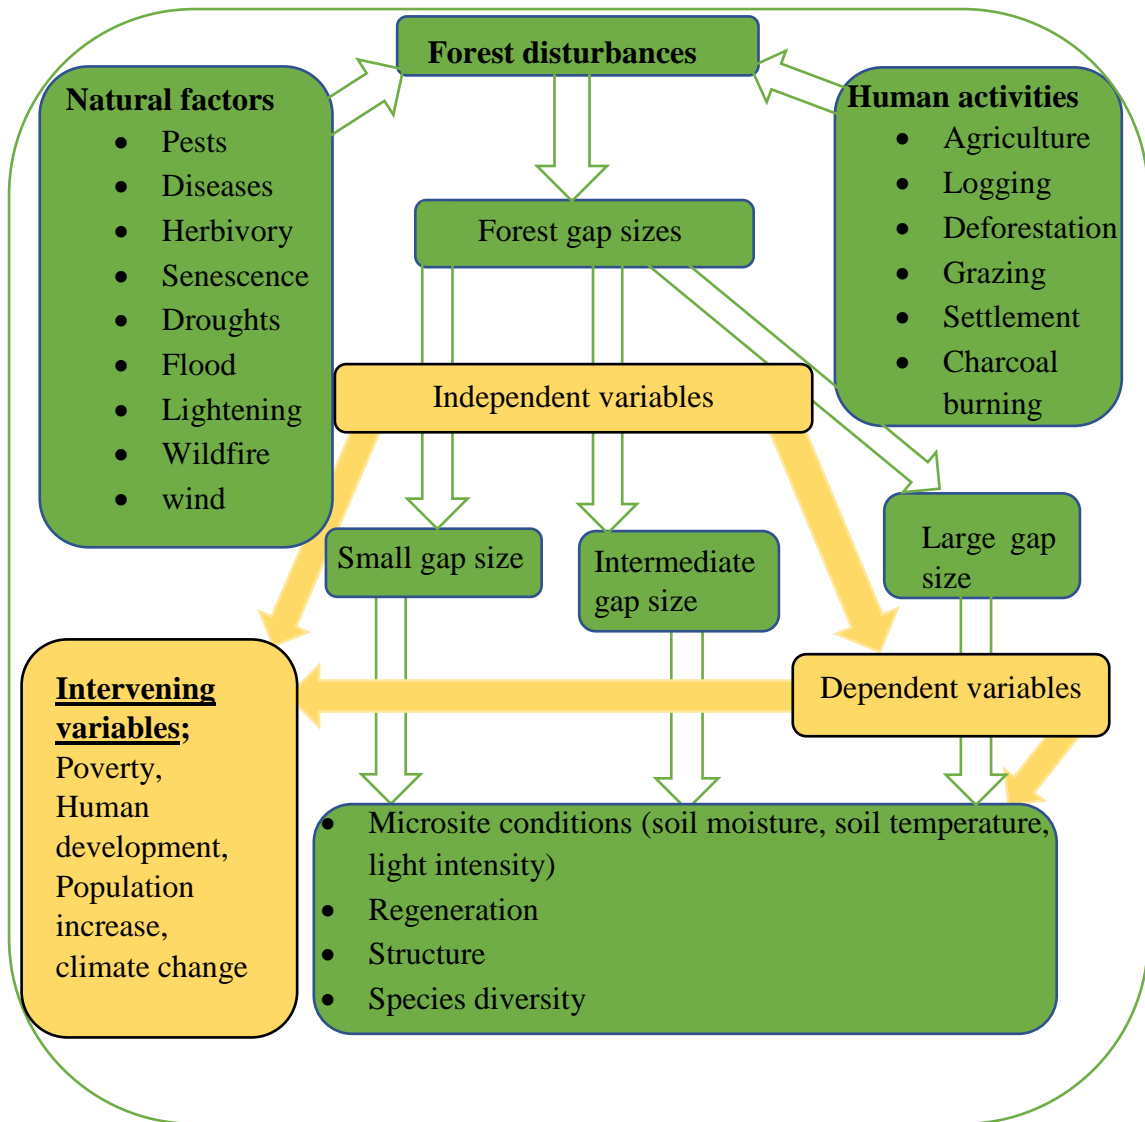 Forest disturbances
Natural factors
• Pests
• Diseases
• Herbivory
• Senescence
• Droughts
• Flood
• Lightening
• Wildfire
• wind
Human activities
• Agriculture
• Logging
• Deforestation
• Grazing
• Settlement
• Charcoal
burning
Forest gap sizes
Independent variables
Small gap size
Intermediate
gap size
Large gap
size
Dependent variables
Intervening
variables;
Poverty,
Human
development,
Population
increase,
climate change
• Microsite conditions (soil moisture, soil temperature,
light intensity)
• Regeneration
• Structure
• Species diversity